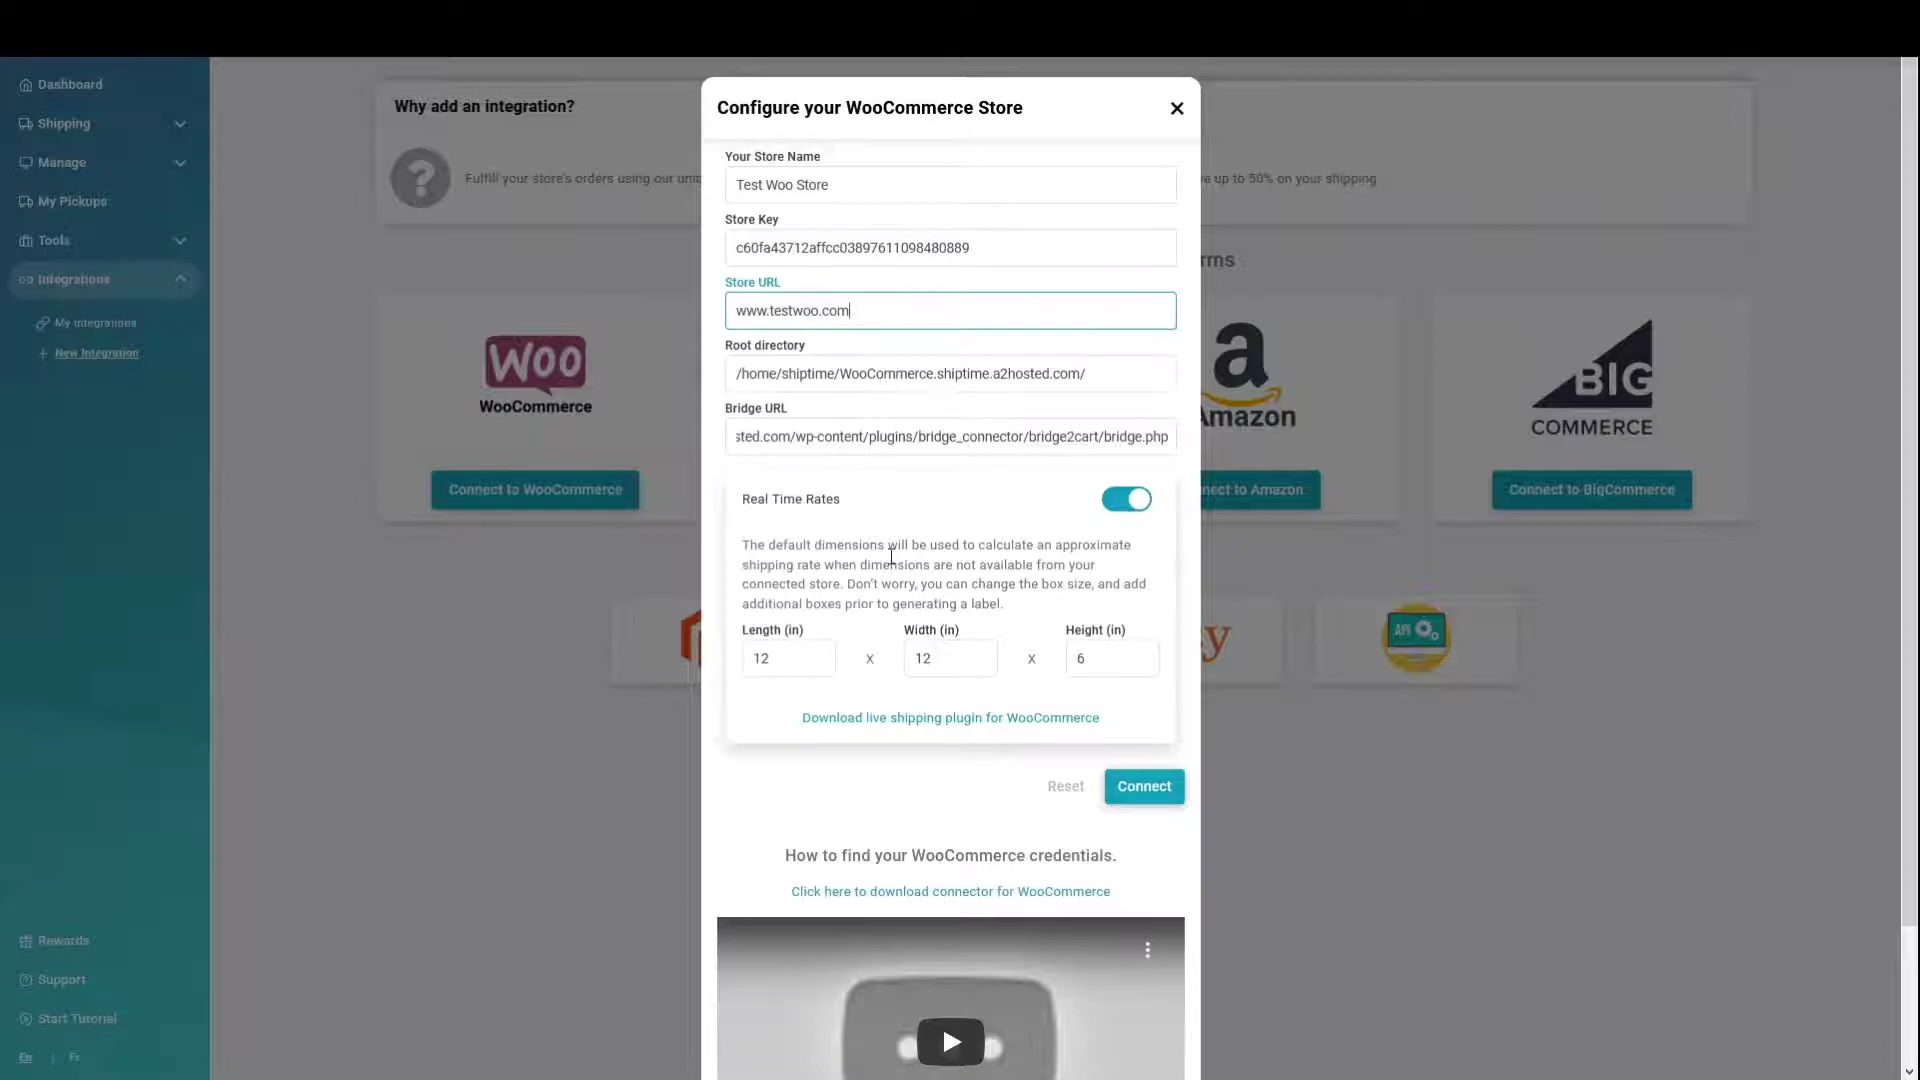 Dashboard
Shipping
Manage
My Pickups
Tools
Integrations
My Integrations
New Integration
Rewards
Support
Start Tutorial
En | Fr
Why add an integration?
Fulfill your store's orders using our
e up to 50% on your shipping
rms
WOO
WooCommerce
Connect to WooCommerce
a
Amazon
nect to Amazon
BIG
COMMERCE
Connect to BigCommerce
y
API
Configure your WooCommerce Store
Your Store Name
Test Woo Store
Store Key
c60fa43712affcc03897611098480889
Store URL
www.testwoo.com
Root directory
/home/shiptime/WooCommerce.shiptime.a2hosted.com/
Bridge URL
sted.com/wp-content/plugins/bridge_connector/bridge2cart/bridge.php
Real Time Rates
The default dimensions will be used to calculate an approximate
shipping rate when dimensions are not available from your
connected store. Don't worry, you can change the box size, and add
additional boxes prior to generating a label.
Length (in) Width (in) Height (in)
12 x 12 x 6
Download live shipping plugin for WooCommerce
Reset Connect
How to find your WooCommerce credentials.
Click here to download connector for WooCommerce